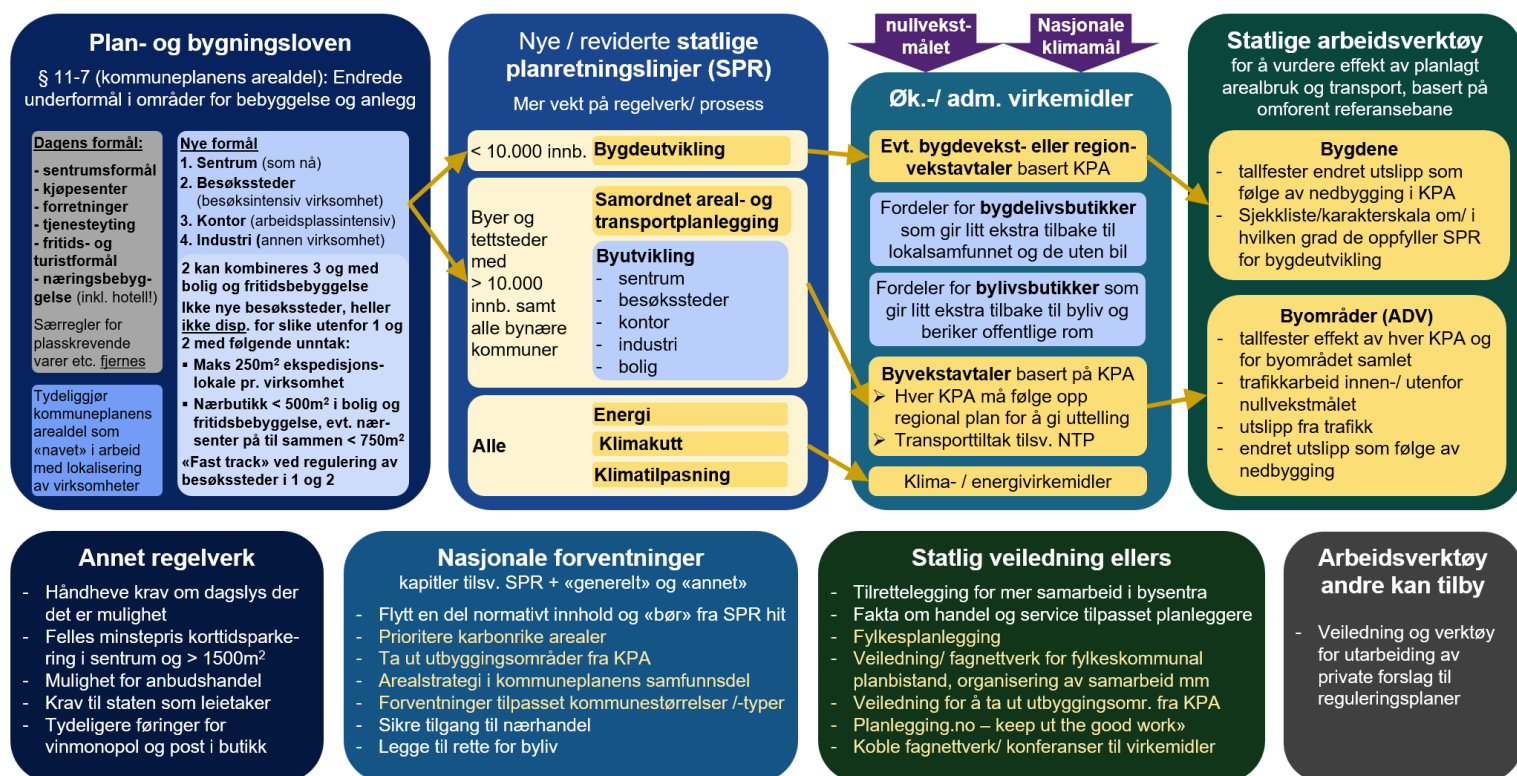 Plan- og bygningsloven
§ 11-7 (kommuneplanens arealdel): Endrede
underformål i områder for bebyggelse og anlegg
Dagens formål:
- sentrumsformål
- kjøpesenter
- forretninger
- tjenesteyting
- fritids- og
turistformål
- næringsbebyg-
gelse (inkl. hotell!)
Særregler for
plasskrevende
varer etc. fjernes
Tydeliggjør
kommuneplanens
arealdel som
«navet» i arbeid
med lokalisering
av virksomheter
Nye formål
1. Sentrum (som nå)
2. Besøkssteder
(besøksintensiv virksomhet)
3. Kontor (arbeidsplassintensiv)
4. Industri (annen virksomhet)
2 kan kombineres 3 og med
bolig og fritidsbebyggelse
Ikke nye besøkssteder, heller
ikke disp. for slike utenfor 1 og
2 med følgende unntak:
▪ Maks 250m² ekspedisjons-
lokale pr. virksomhet
▪ Nærbutikk < 500m² i bolig og
fritidsbebyggelse, evt. nær-
senter på til sammen < 750m²
«Fast track» ved regulering av
besøkssteder i 1 og 2
Nye / reviderte statlige
planretningslinjer (SPR)
Mer vekt på regelverk/ prosess
< 10.000 innb. Bygdeutvikling
Byer og
tettsteder
med
> 10.000
innb. samt
alle bynære
kommuner
Samordnet areal- og
transportplanlegging
Byutvikling
- sentrum
- besøkssteder
- kontor
- industri
- bolig
Alle
Energi
Klimakutt
Klimatilpasning
nullvekst-
målet
Nasjonale
klimamål
Øk.-/ adm. virkemidler
Evt. bygdevekst- eller region-
vekstavtaler basert KPA
Fordeler for bygdelivsbutikker
som gir litt ekstra tilbake til
lokalsamfunnet og de uten bil
Fordeler for bylivsbutikker som
gir litt ekstra tilbake til byliv og
beriker offentlige rom
Byvekstavtaler basert på KPA
➢ Hver KPA må følge opp
regional plan for å gi uttelling
➢ Transporttiltak tilsv. NTP
Klima- / energivirkemidler
Statlige arbeidsverktøy
for å vurdere effekt av planlagt
arealbruk og transport, basert på
omforent referansebane
Bygdene
- tallfester endret utslipp som
følge av nedbygging i KPA
- Sjekkliste/karakterskala om/ i
hvilken grad de oppfyller SPR
for bygdeutvikling
Byområder (ADV)
- tallfester effekt av hver KPA og
for byområdet samlet
- trafikkarbeid innen-/ utenfor
nullvekstmålet
- utslipp fra trafikk
- endret utslipp som følge av
nedbygging
Annet regelverk
- Håndheve krav om dagslys der
det er mulighet
- Felles minstepris korttidsparke-
ring i sentrum og > 1500m²
- Mulighet for anbudshandel
- Krav til staten som leietaker
- Tydeligere føringer for
vinmonopol og post i butikk
Nasjonale forventninger
kapitler tilsv. SPR + «generelt» og «annet»
- Flytt en del normativt innhold og «bør» fra SPR hit
- Prioritere karbonrike arealer
- Ta ut utbyggingsområder fra KPA
- Arealstrategi i kommuneplanens samfunnsdel
- Forventninger tilpasset kommunestørrelser /-typer
- Sikre tilgang til nærhandel
- Legge til rette for byliv
Statlig veiledning ellers
- Tilrettelegging for mer samarbeid i bysentra
- Fakta om handel og service tilpasset planleggere
- Fylkesplanlegging
- Veiledning/ fagnettverk for fylkeskommunal
planbistand, organisering av samarbeid mm
- Veiledning for å ta ut utbyggingsomr. fra KPA
- Planlegging.no – keep ut the good work»
- Koble fagnettverk/ konferanser til virkemidler
Arbeidsverktøy
andre kan tilby
- Veiledning og verktøy
for utarbeiding av
private forslag til
reguleringsplaner